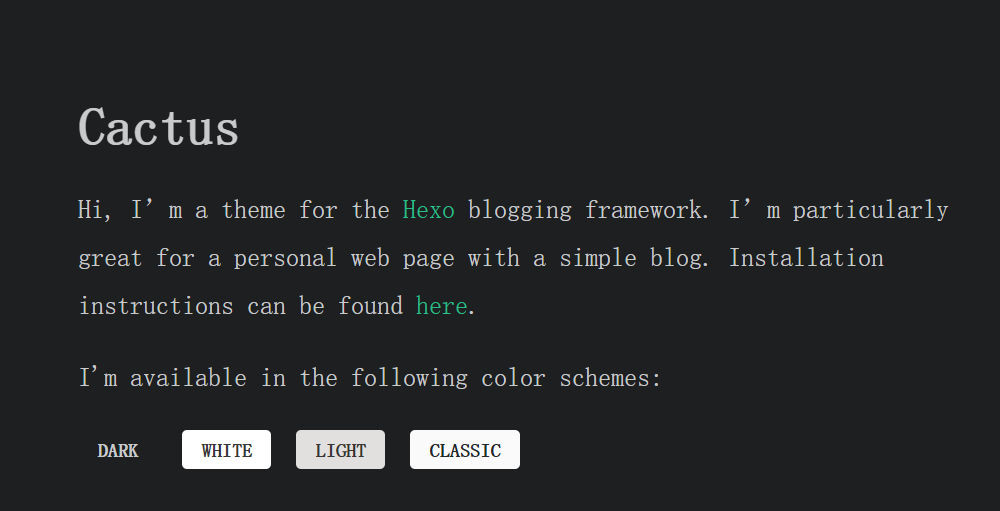 Cactus
Hi, I’m a theme for the Hexo blogging framework. I’m particularly
great for a personal web page with a simple blog. Installation
instructions can be found here.
I'm available in the following color schemes:
DARK WHITE LIGHT CLASSIC